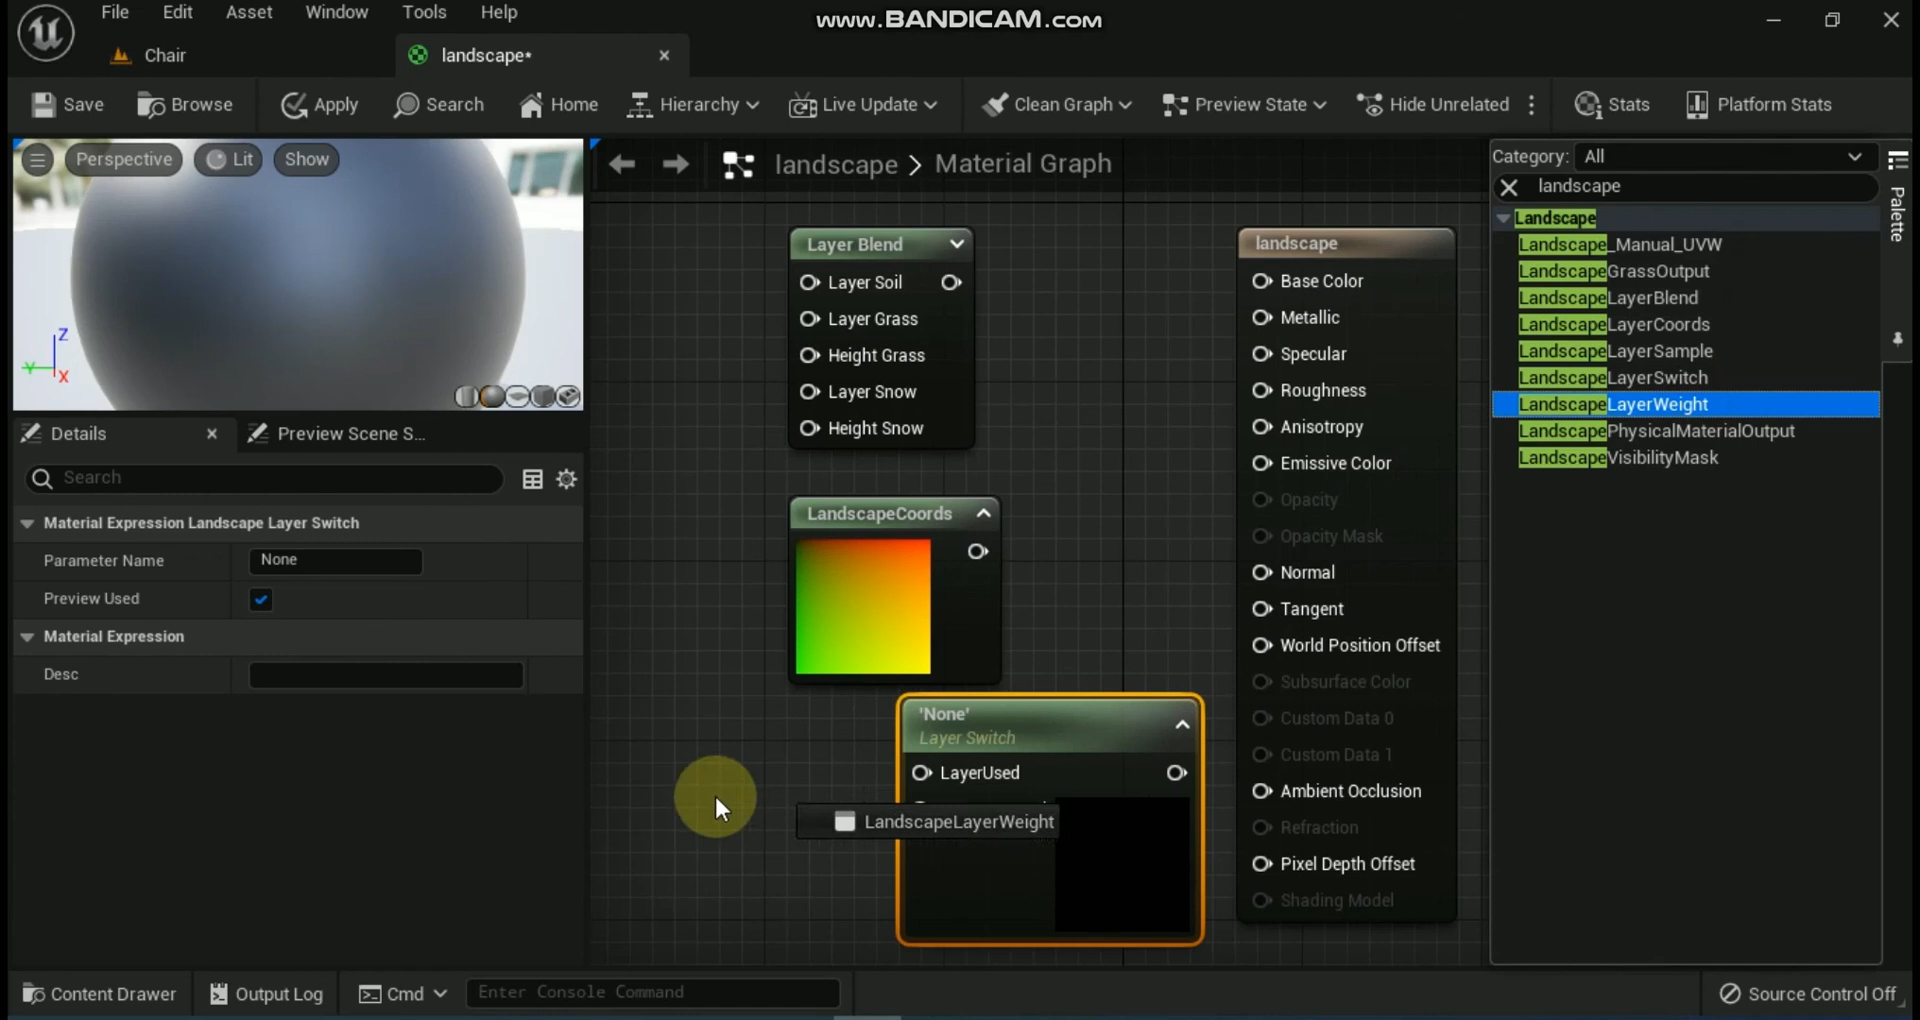 File Edit Asset Window Tools Help
www.BANDICAM.com
Chair
landscape*
Save Browse Apply Search Home Hierarchy Live Update Clean Graph Preview State Hide Unrelated Stats Platform Stats
Perspective Lit Show
Z
Y
X
landscape > Material Graph
Category: All
landscape
Palette
Landscape
Landscape_Manual_UVW
LandscapeGrassOutput
LandscapeLayerBlend
LandscapeLayerCoords
LandscapeLayerSample
LandscapeLayerSwitch
LandscapeLayerWeight
LandscapePhysicalMaterialOutput
LandscapeVisibilityMask
Layer Blend
Layer Soil
Layer Grass
Height Grass
Layer Snow
Height Snow
LandscapeCoords
'None'
Layer Switch
LayerUsed
LandscapeLayerWeight
landscape
Base Color
Metallic
Specular
Roughness
Anisotropy
Emissive Color
Opacity
Opacity Mask
Normal
Tangent
World Position Offset
Subsurface Color
Custom Data 0
Custom Data 1
Ambient Occlusion
Refraction
Pixel Depth Offset
Shading Model
Details
Preview Scene S...
Search
Material Expression Landscape Layer Switch
Parameter Name None
Preview Used
Material Expression
Desc
Content Drawer Output Log Cmd Enter Console Command Source Control Off